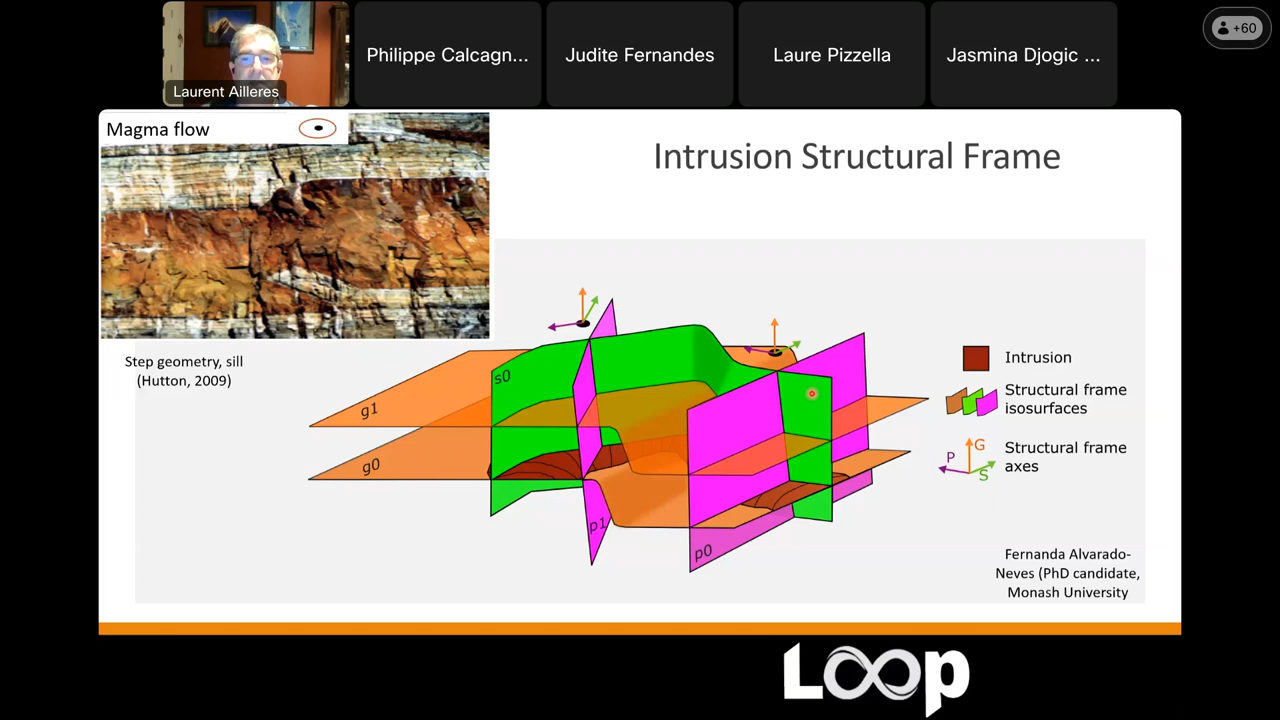 Laurent Ailleres
Philippe Calcagn...
Judite Fernandes
Laure Pizzella
Jasmina Djogic ...
+60
Magma flow
Intrusion Structural Frame
Step geometry, sill
(Hutton, 2009)
s0
g1
g0
p1
p0
Intrusion
Structural frame
isosurfaces
P
G
S
Structural frame
axes
Fernanda Alvarado-
Neves (PhD candidate,
Monash University
Loop